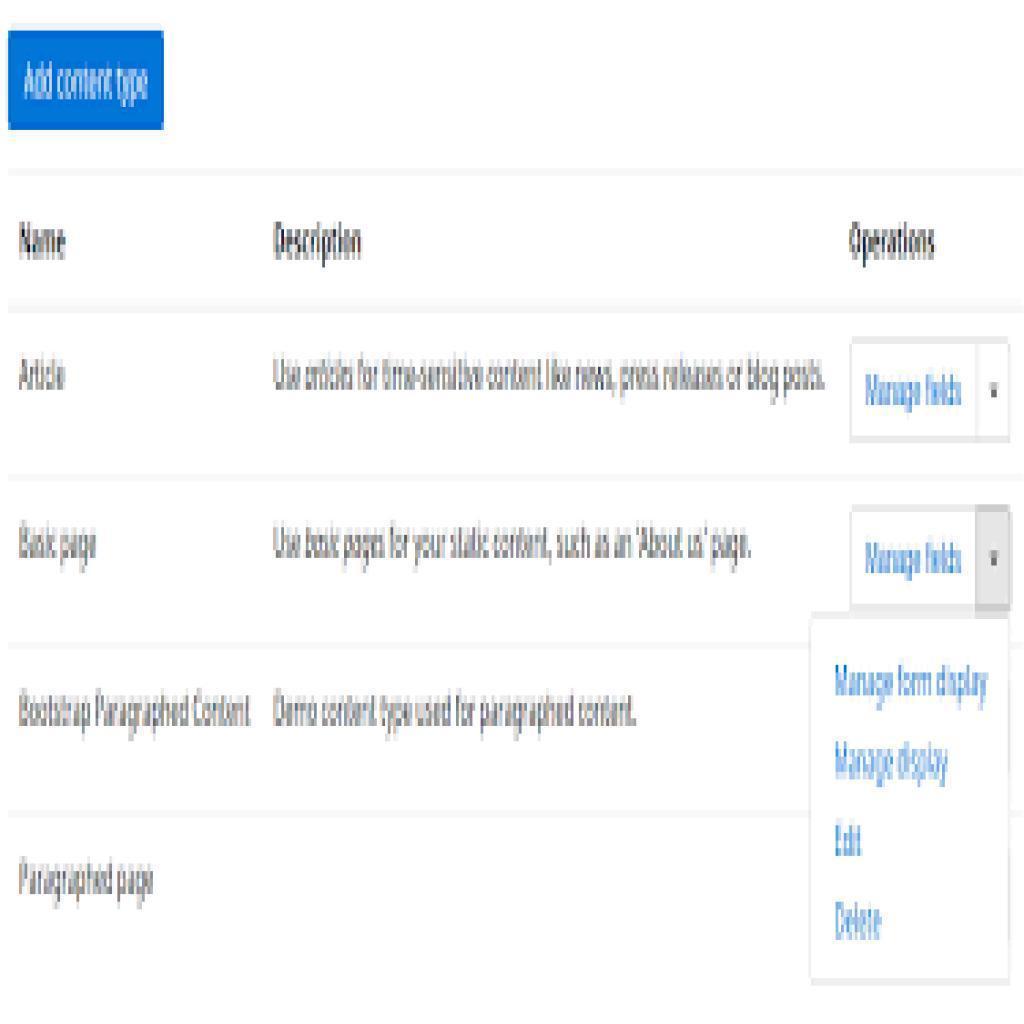 Add content type
Name Description Operations
Article Use articles for time-sensitive content like news, press releases or blog posts. Manage fields
Basic page Use basic pages for your static content, such as an 'About us' page. Manage fields
Manage form display
Bootstrap Paragraphed Content Demo content type used for paragraphed content.
Manage display
Edit
Paragraphed page
Delete